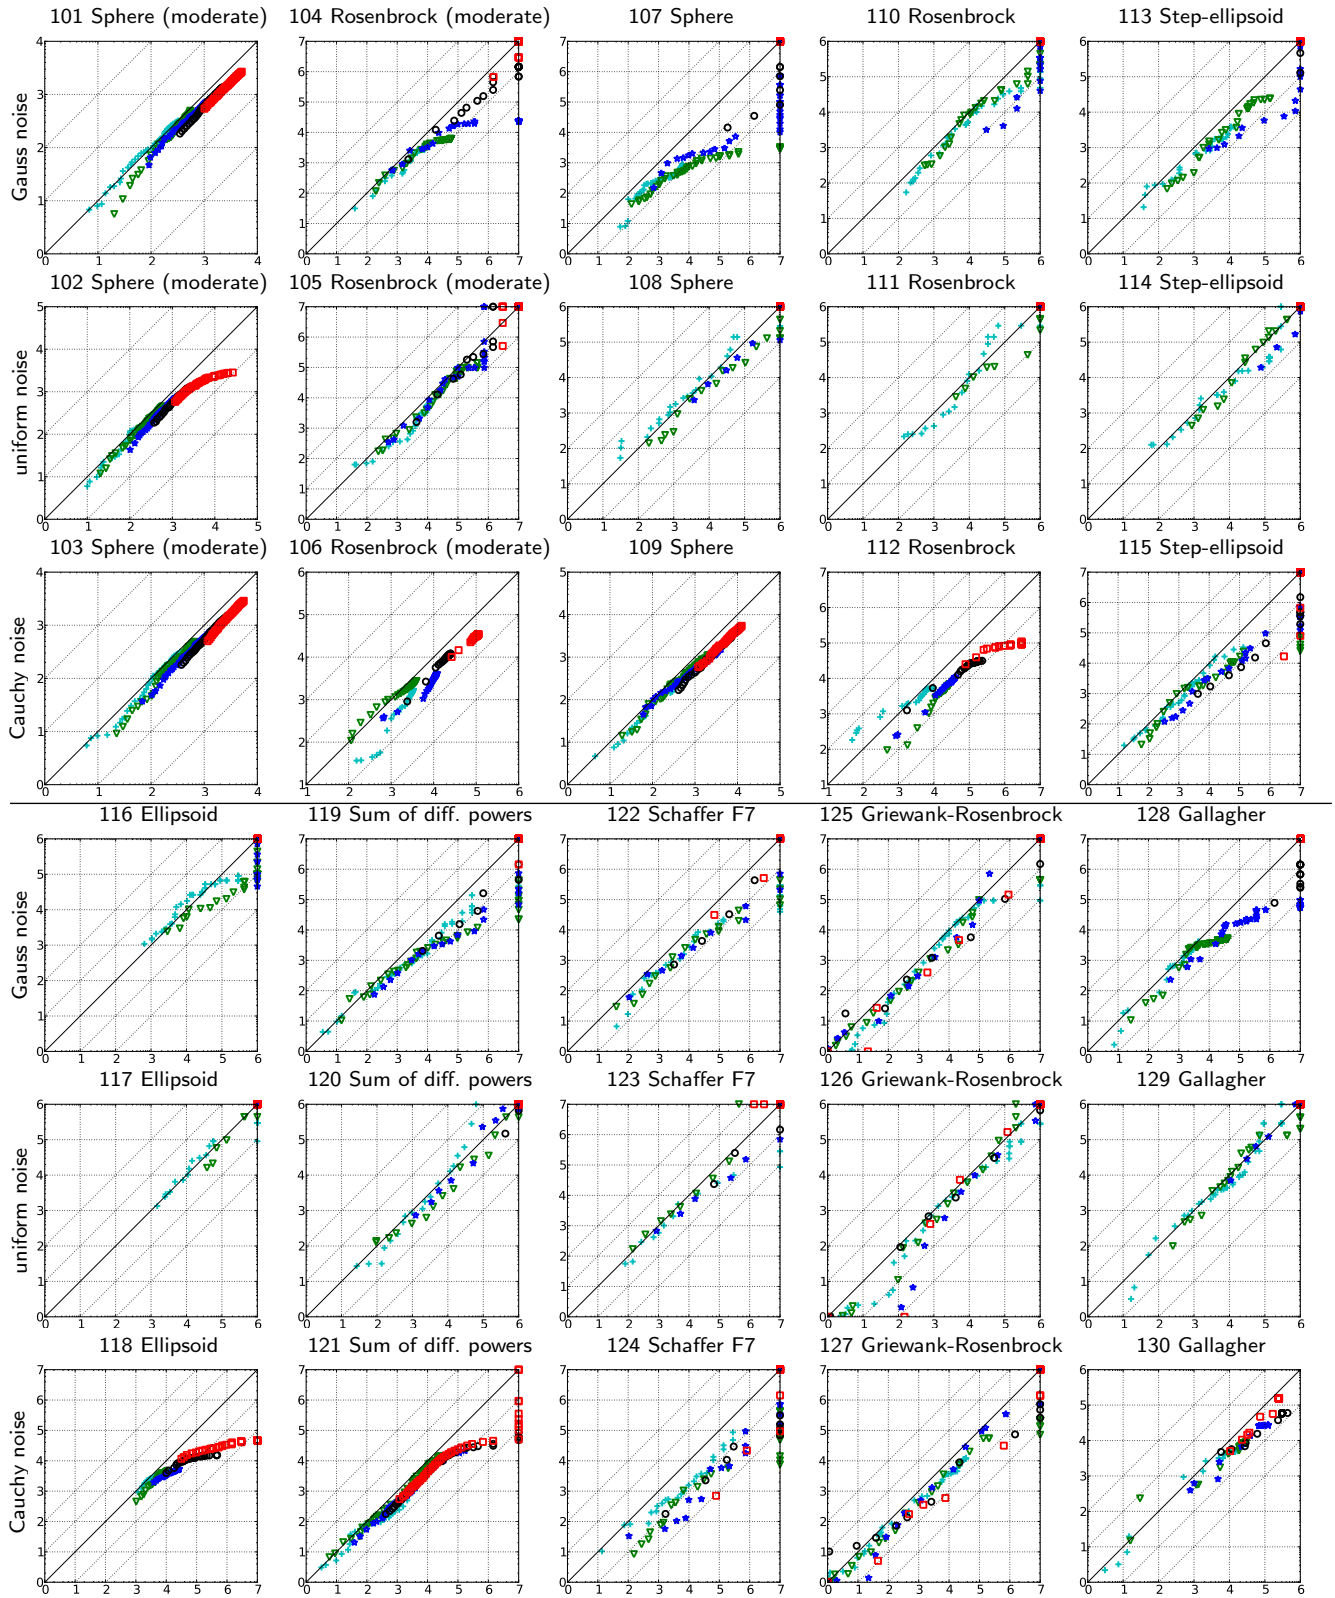 101 Sphere (moderate)
104 Rosenbrock (moderate)
107 Sphere
110 Rosenbrock
113 Step-ellipsoid
Gauss noise
102 Sphere (moderate)
105 Rosenbrock (moderate)
108 Sphere
111 Rosenbrock
114 Step-ellipsoid
uniform noise
103 Sphere (moderate)
106 Rosenbrock (moderate)
109 Sphere
112 Rosenbrock
115 Step-ellipsoid
Cauchy noise
116 Ellipsoid
119 Sum of diff. powers
122 Schaffer F7
125 Griewank-Rosenbrock
128 Gallagher
Gauss noise
117 Ellipsoid
120 Sum of diff. powers
123 Schaffer F7
126 Griewank-Rosenbrock
129 Gallagher
uniform noise
118 Ellipsoid
121 Sum of diff. powers
124 Schaffer F7
127 Griewank-Rosenbrock
130 Gallagher
Cauchy noise